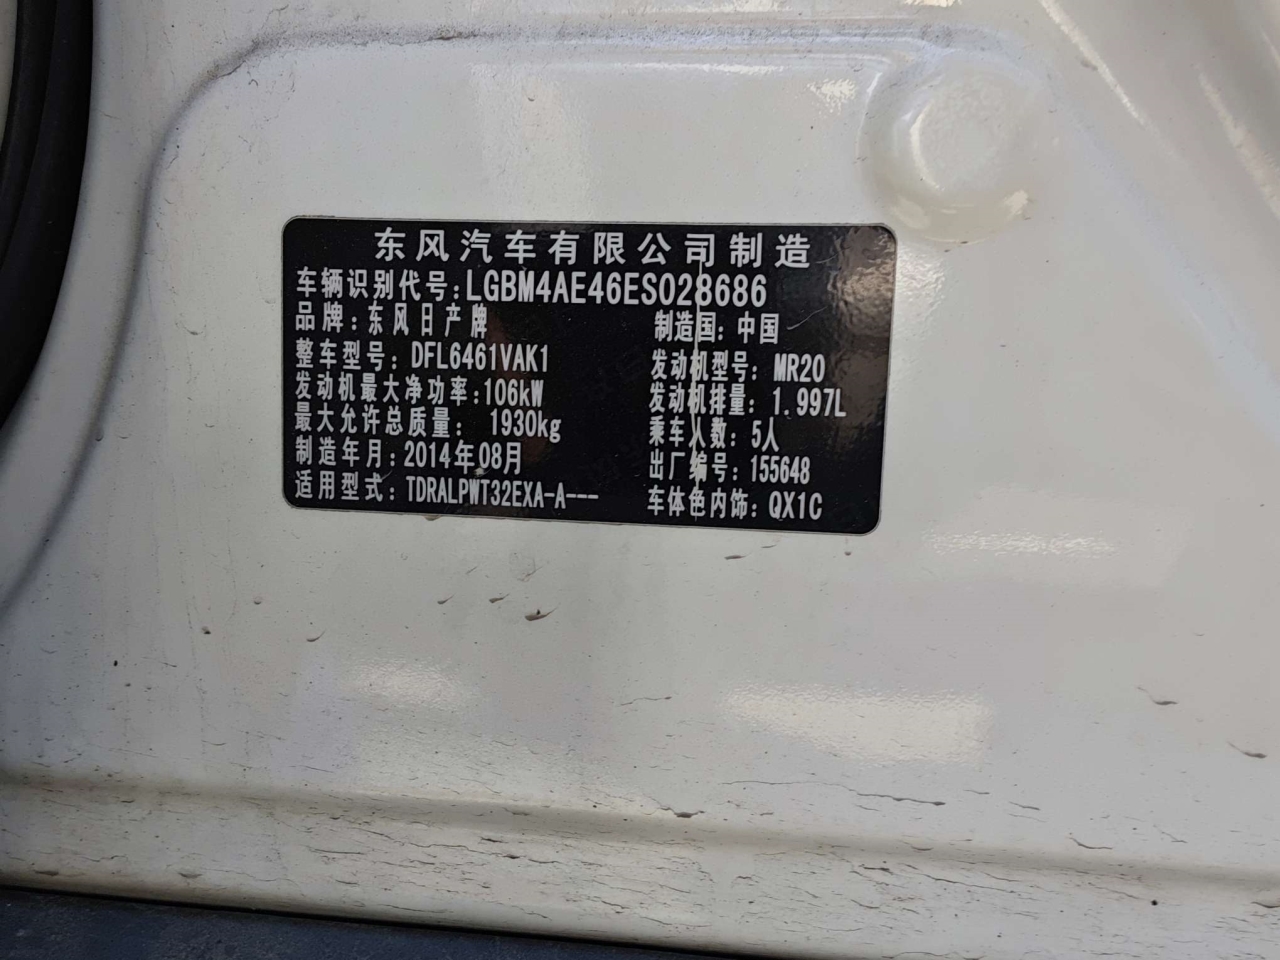 东风汽车有限公司制造
车辆识别代号:LGBM4AE46ES028686
品牌:东风日产牌 制造国:中国
整车型号:DFL6461VAK1 发动机型号:MR20
发动机最大净功率:106kW 发动机排量:1.997L
最大允许总质量: 1930kg 乘车人数:5人
制造年月:2014年08月 出厂编号:155648
适用型式:TDRALPWT32EXA-A--- 车体色内饰:QX1C